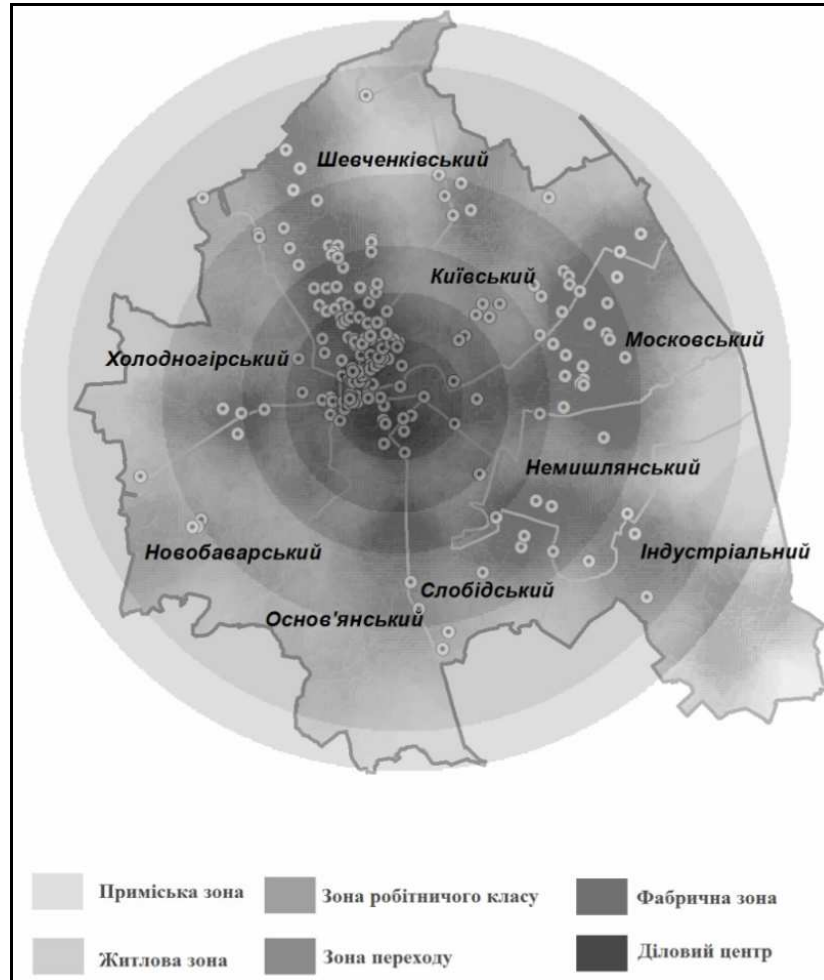 Шевченківський
Київський
Московський
Холодногірський
Немишлянський
Новобаварський
Індустріальний
Слобідський
Основ'янський
Приміська зона
Зона робітничого класу
Фабрична зона
Житлова зона
Зона переходу
Діловий центр